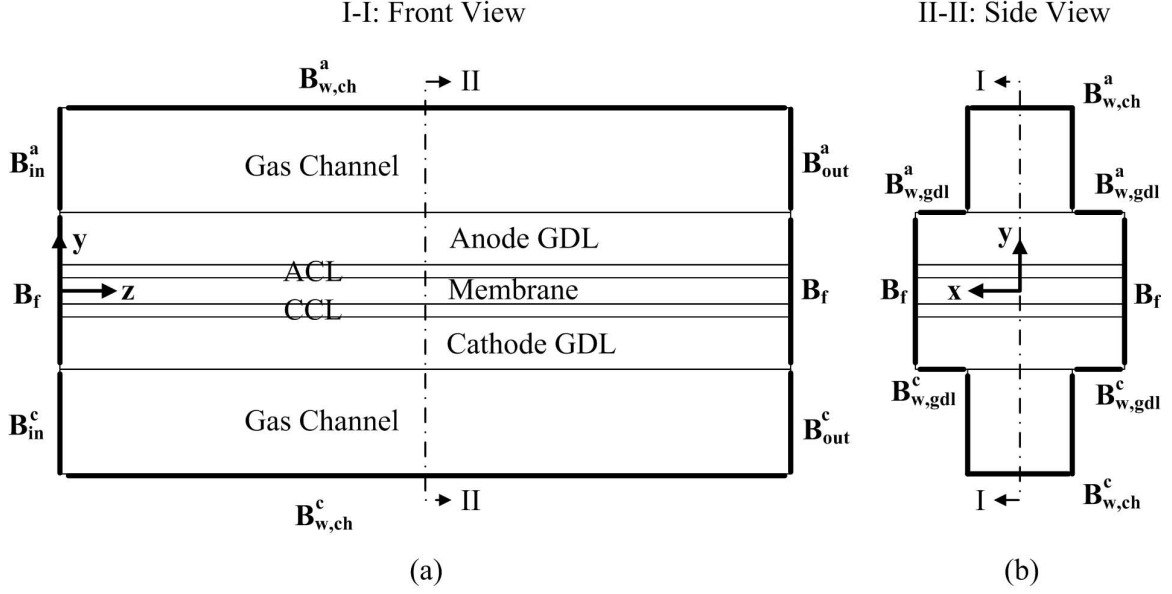 I-I: Front View
II-II: Side View
B^a_w,ch
II
I
B^a_w,ch
B^a_in
Gas Channel
B^a_out
B^a_w,gdl
B^a_w,gdl
y
Anode GDL
y
ACL
B_f
z
Membrane
B_f
B_f
x
B_f
CCL
Cathode GDL
B^c_w,gdl
B^c_w,gdl
B^c_in
Gas Channel
B^c_out
II
I
B^c_w,ch
B^c_w,ch
(a)
(b)